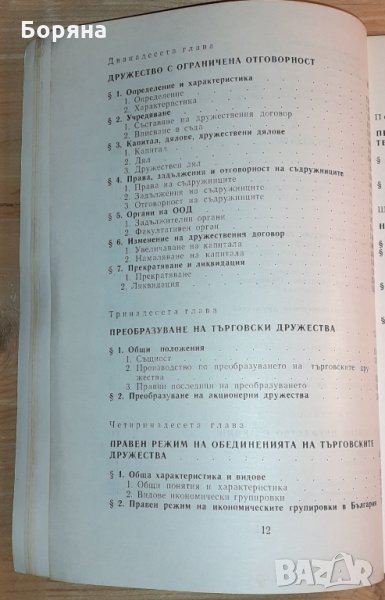 Боряна
Дванадесета глава
ДРУЖЕСТВО С ОГРАНИЧЕНА ОТГОВОРНОСТ
§ 1. Определение и характеристика
1. Определение
2. Характеристика
§ 2. Учредяване
1. Съставяне на дружествения договор
2. Вписване в съда
§ 3. Капитал, дялове, дружествени дялове
1. Капитал
2. Дял
3. Дружествен дял
§ 4. Права, задължения и отговорност на съдружниците
1. Права на съдружниците
2. Задължения на съдружниците
3. Отговорност на съдружниците
§ 5. Органи на ООД
1. Задължителни органи
2. Факултативен орган
§ 6. Изменение на дружествения договор
1. Увеличаване на капитала
2. Намаляване на капитала
§ 7. Прекратяване и ликвидация
1. Прекратяване
2. Ликвидация
Тринадесета глава
ПРЕОБРАЗУВАНЕ НА ТЪРГОВСКИ ДРУЖЕСТВА
§ 1. Общи положения
1. Същност
2. Производство по преобразуването на търговските дру
жества
3. Правни последици на преобразуването
§ 2. Преобразуване на акционерни дружества
Четиринадесета глава
ПРАВЕН РЕЖИМ НА ОБЕДИНЕНИЯТА НА ТЪРГОВСКИТЕ
ДРУЖЕСТВА
§ 1. Обща характеристика и видове
1. Общи понятия и характеристика
2. Видове икономически групировки
§ 2. Правен режим на икономическите групировки в България
12
BAZAR